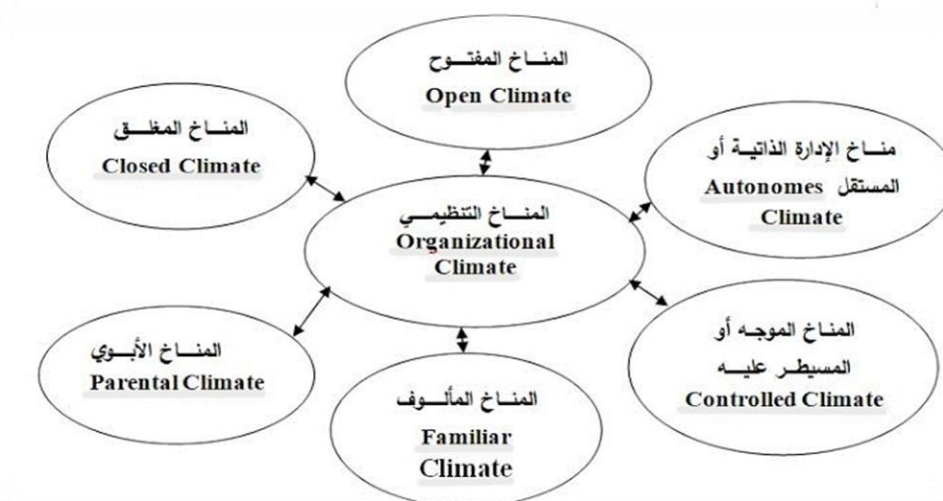 المناخ المفتوح
Open Climate
المناخ المغلق
Closed Climate
مناخ الإدارة الذاتية أو
المستقل Autonomes
Climate
المناخ التنظيمي
Organizational
Climate
المناخ الأبوي
Parental Climate
المناخ المألوف
Familiar
Climate
المناخ الموجه أو
المسيطر عليه
Controlled Climate